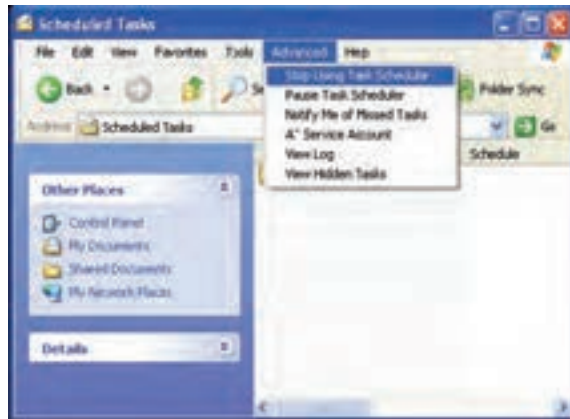 Scheduled Tasks
File Edit View Favorites Tools Advanced Help
Stop Using Task Scheduler
Pause Task Scheduler
Notify Me of Missed Tasks
A" Service Account
View Log
View Hidden Tasks
Back Se Folder Sync
Address Scheduled Tasks Go
Schedule
Other Places
Control Panel
My Documents
Shared Documents
My Network Places
Details